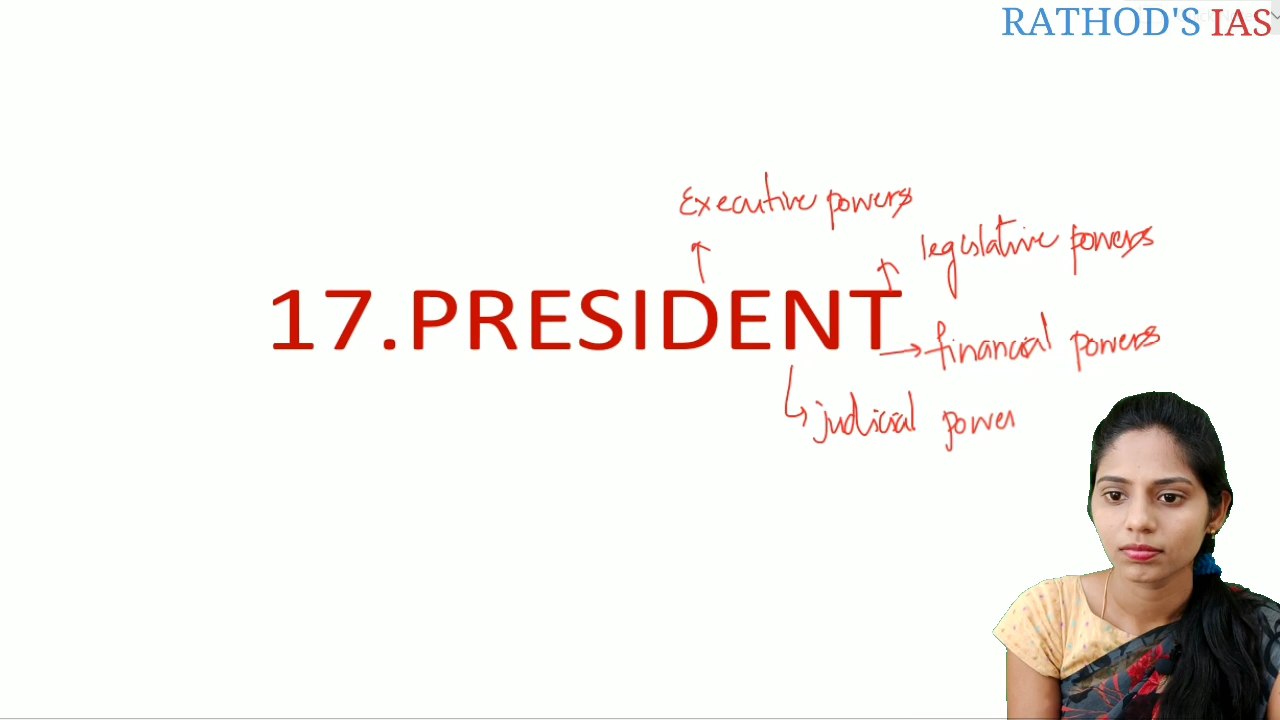 RATHOD'S IAS
Executive powers
legislative powers
17.PRESIDENT
financial powers
judicial power